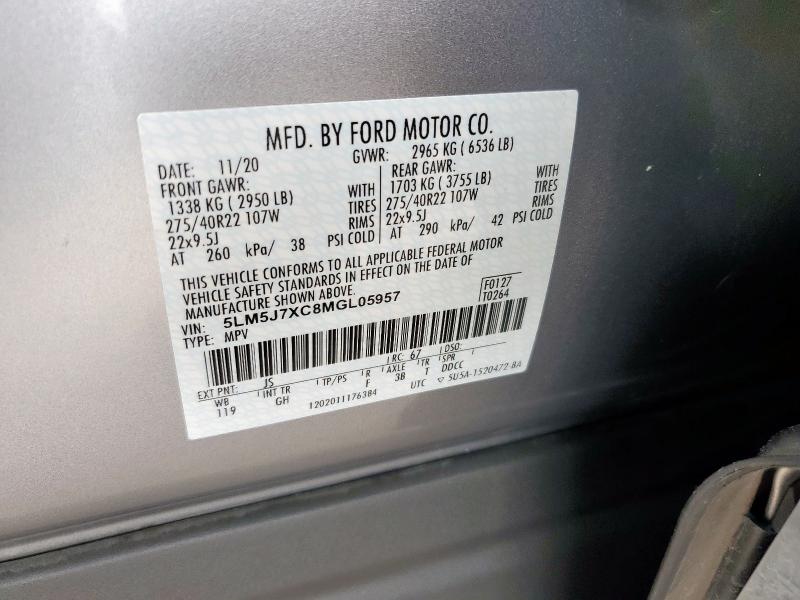 MFD. BY FORD MOTOR CO.
DATE: 11/20 GVWR: 2965 KG ( 6536 LB)
FRONT GAWR: WITH REAR GAWR: WITH
1338 KG ( 2950 LB) TIRES 1703 KG ( 3755 LB) TIRES
275/40R22 107W RIMS 275/40R22 107W RIMS
22x9.5J 22x9.5J
AT 260 kPa/ 38 PSI COLD AT 290 kPa/ 42 PSI COLD
THIS VEHICLE CONFORMS TO ALL APPLICABLE FEDERAL MOTOR
VEHICLE SAFETY STANDARDS IN EFFECT ON THE DATE OF
MANUFACTURE SHOWN ABOVE.
VIN: 5LM5J7XC8MGL05957 F0127
TYPE: MPV T0264
EXT PNT: JS RC: 67 DSO:
WB INT TR TP/PS R AXLE TR SPR
119 GH F 3B T DDCC
1202011176384 UTC ▽ 5U5A-1520472-BA